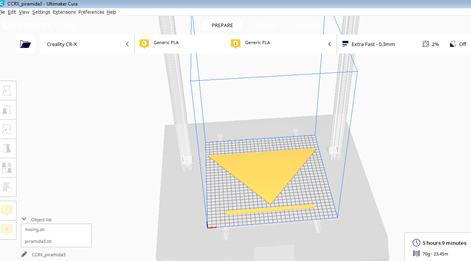 CCRX_piramida3 - Ultimaker Cura
Edit View Settings Extensions Preferences Help
PREPARE
Creality CR-X
Generic PLA
Generic PLA
Extra Fast - 0.3mm
2%
Off
Object list
mixing.stl
piramida3.stl
CCRX_piramida3
5 hours 9 minutes
70g · 23.45m